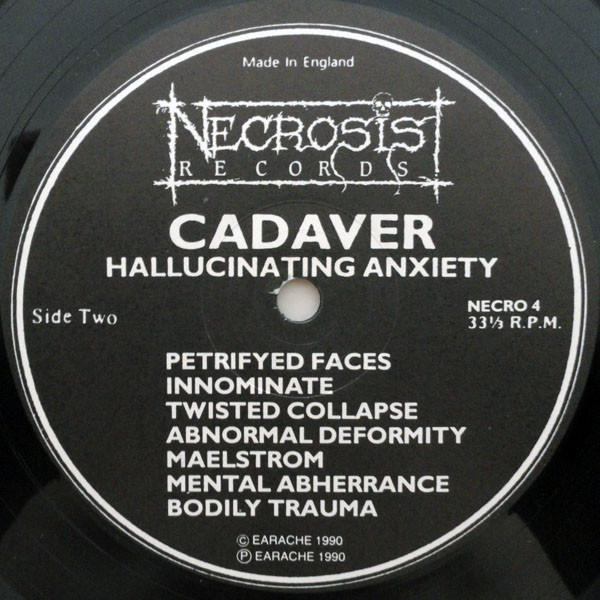 Made In England
NECROSIS
RECORDS
CADAVER
HALLUCINATING ANXIETY
Side Two
NECRO 4
33⅓ R.P.M.
PETRIFYED FACES
INNOMINATE
TWISTED COLLAPSE
ABNORMAL DEFORMITY
MAELSTROM
MENTAL ABHERRANCE
BODILY TRAUMA
Ⓒ EARACHE 1990
Ⓟ EARACHE 1990